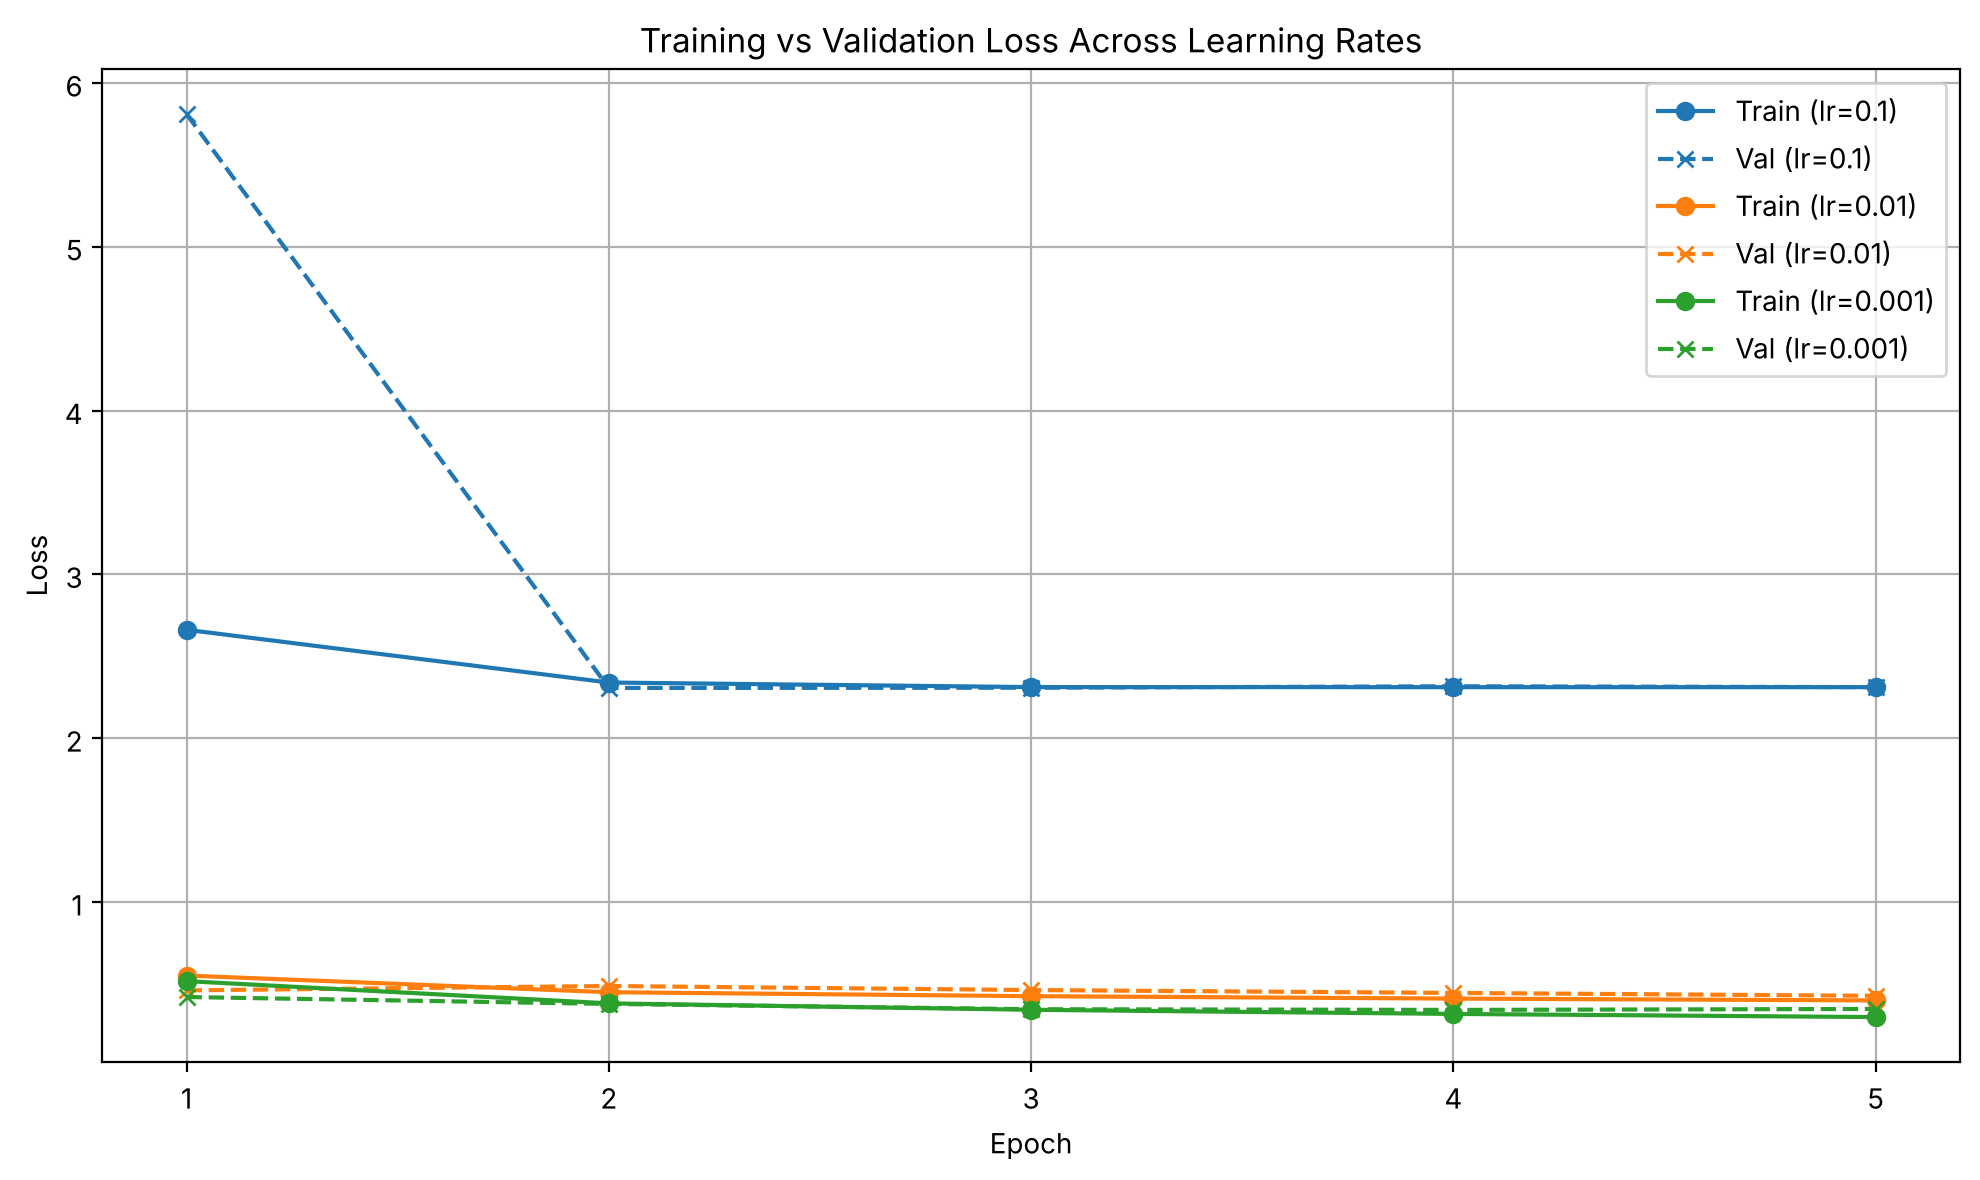 Training vs Validation Loss Across Learning Rates
6
5
4
3
2
1
Loss
Train (lr=0.1)
Val (lr=0.1)
Train (lr=0.01)
Val (lr=0.01)
Train (lr=0.001)
Val (lr=0.001)
1 2 3 4 5
Epoch